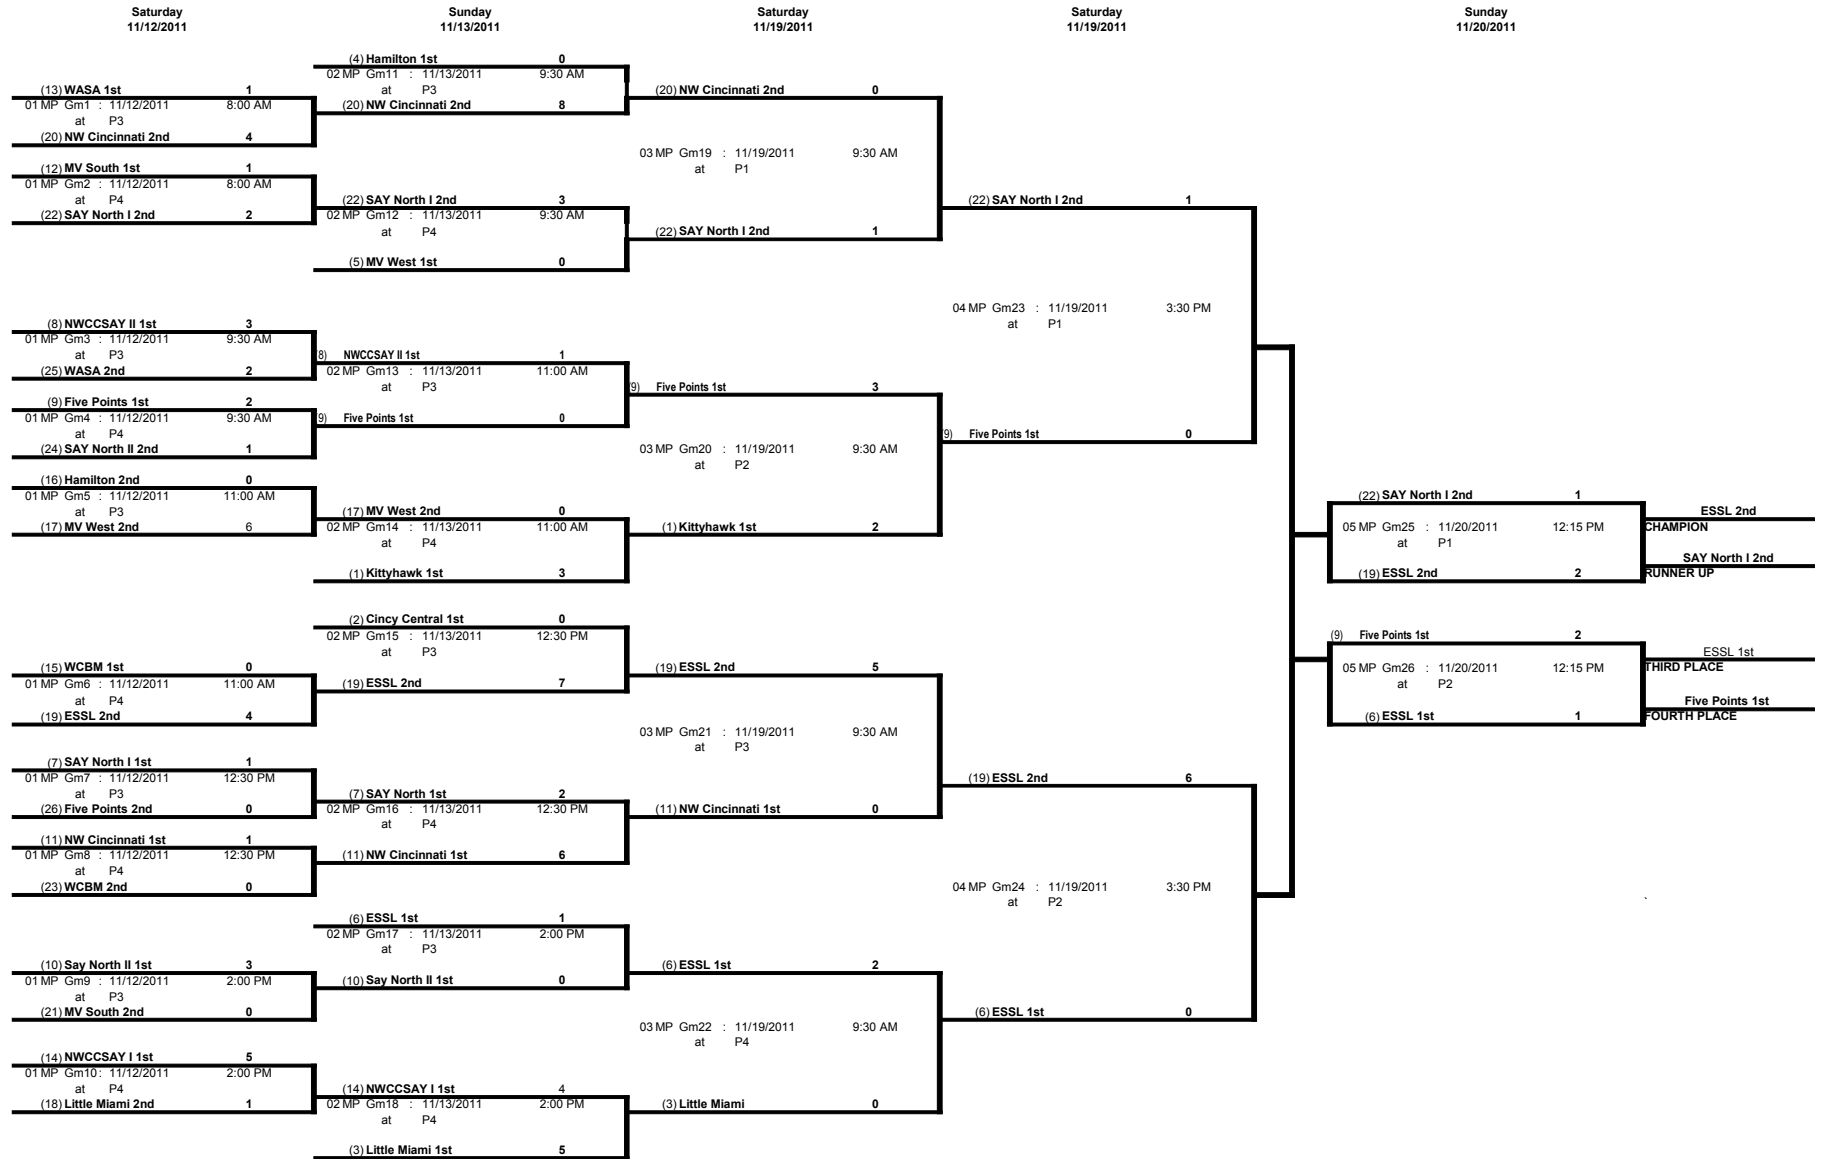 Saturday
11/12/2011
Sunday
11/13/2011
Saturday
11/19/2011
Saturday
11/19/2011
Sunday
11/20/2011
(13) WASA 1st 1
01 MP Gm1 : 11/12/2011 8:00 AM
at P3
(20) NW Cincinnati 2nd 4
(12) MV South 1st 1
01 MP Gm2 : 11/12/2011 8:00 AM
at P4
(22) SAY North I 2nd 2
(8) NWCCSAY II 1st 3
01 MP Gm3 : 11/12/2011 9:30 AM
at P3
(25) WASA 2nd 2
(9) Five Points 1st 2
01 MP Gm4 : 11/12/2011 9:30 AM
at P4
(24) SAY North II 2nd 1
(16) Hamilton 2nd 0
01 MP Gm5 : 11/12/2011 11:00 AM
at P3
(17) MV West 2nd 6
(15) WCBM 1st 0
01 MP Gm6 : 11/12/2011 11:00 AM
at P4
(19) ESSL 2nd 4
(7) SAY North I 1st 1
01 MP Gm7 : 11/12/2011 12:30 PM
at P3
(26) Five Points 2nd 0
(11) NW Cincinnati 1st 1
01 MP Gm8 : 11/12/2011 12:30 PM
at P4
(23) WCBM 2nd 0
(10) Say North II 1st 3
01 MP Gm9 : 11/12/2011 2:00 PM
at P3
(21) MV South 2nd 0
(14) NWCCSAY I 1st 5
01 MP Gm10: 11/12/2011 2:00 PM
at P4
(18) Little Miami 2nd 1
(4) Hamilton 1st 0
02 MP Gm11 : 11/13/2011 9:30 AM
at P3
(20) NW Cincinnati 2nd 8
(22) SAY North I 2nd 3
02 MP Gm12 : 11/13/2011 9:30 AM
at P4
(5) MV West 1st 0
(8) NWCCSAY II 1st 1
02 MP Gm13 : 11/13/2011 11:00 AM
at P3
(9) Five Points 1st 0
(17) MV West 2nd 0
02 MP Gm14 : 11/13/2011 11:00 AM
at P4
(1) Kittyhawk 1st 3
(2) Cincy Central 1st 0
02 MP Gm15 : 11/13/2011 12:30 PM
at P3
(19) ESSL 2nd 7
(7) SAY North 1st 2
02 MP Gm16 : 11/13/2011 12:30 PM
at P4
(11) NW Cincinnati 1st 6
(6) ESSL 1st 1
02 MP Gm17 : 11/13/2011 2:00 PM
at P3
(10) Say North II 1st 0
(14) NWCCSAY I 1st 4
02 MP Gm18 : 11/13/2011 2:00 PM
at P4
(3) Little Miami 1st 5
(20) NW Cincinnati 2nd 0
03 MP Gm19 : 11/19/2011 9:30 AM
at P1
(22) SAY North I 2nd 1
(9) Five Points 1st 3
03 MP Gm20 : 11/19/2011 9:30 AM
at P2
(1) Kittyhawk 1st 2
(19) ESSL 2nd 5
03 MP Gm21 : 11/19/2011 9:30 AM
at P3
(11) NW Cincinnati 1st 0
(6) ESSL 1st 2
03 MP Gm22 : 11/19/2011 9:30 AM
at P4
(3) Little Miami 0
(22) SAY North I 2nd 1
04 MP Gm23 : 11/19/2011 3:30 PM
at P1
(9) Five Points 1st 0
(19) ESSL 2nd 6
04 MP Gm24 : 11/19/2011 3:30 PM
at P2
(6) ESSL 1st 0
(22) SAY North I 2nd 1
05 MP Gm25 : 11/20/2011 12:15 PM
at P1
(19) ESSL 2nd 2
(9) Five Points 1st 2
05 MP Gm26 : 11/20/2011 12:15 PM
at P2
(6) ESSL 1st 1
ESSL 2nd
CHAMPION
SAY North I 2nd
RUNNER UP
ESSL 1st
THIRD PLACE
Five Points 1st
FOURTH PLACE